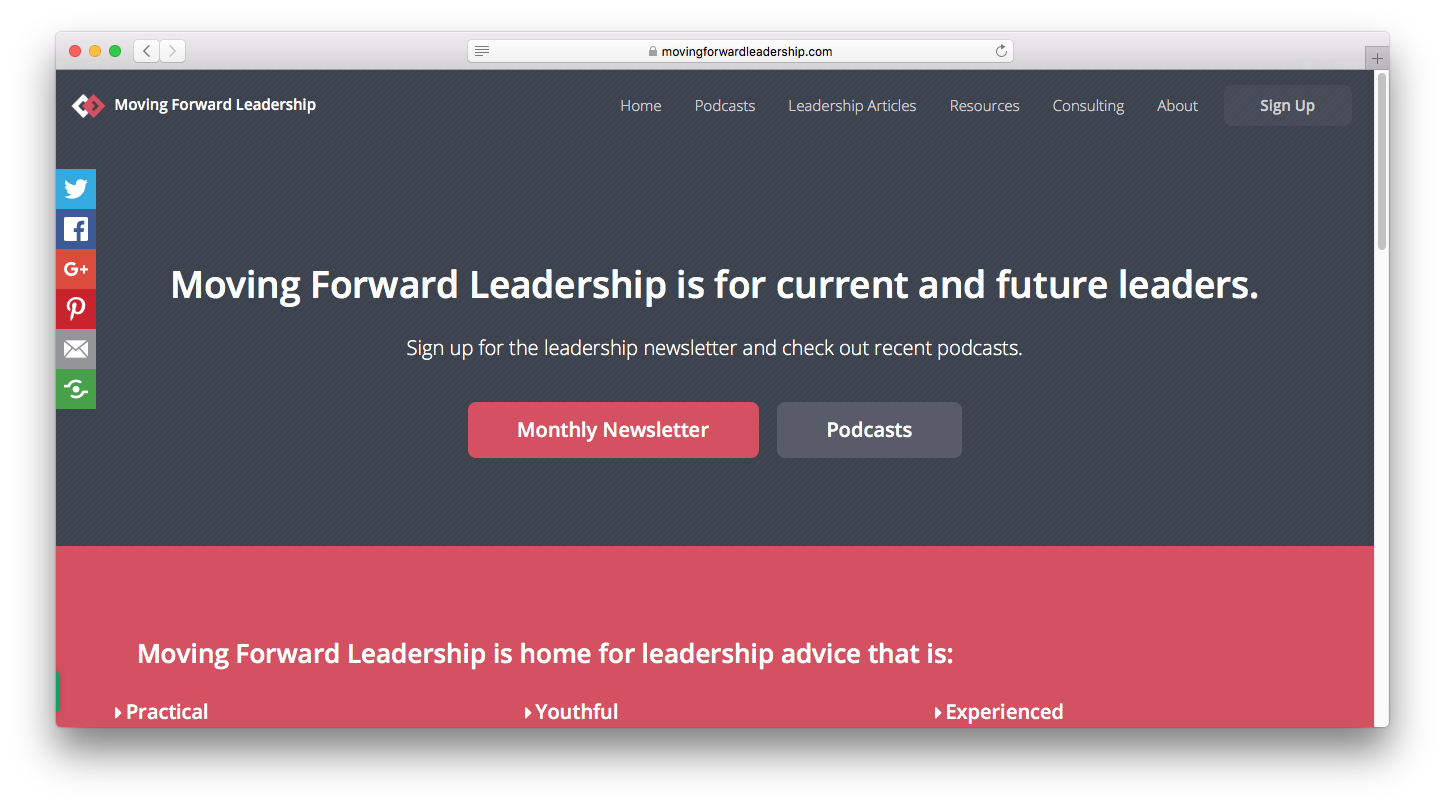 movingforwardleadership.com
Moving Forward Leadership
Home Podcasts Leadership Articles Resources Consulting About Sign Up
G+
Moving Forward Leadership is for current and future leaders.
Sign up for the leadership newsletter and check out recent podcasts.
Monthly Newsletter Podcasts
Moving Forward Leadership is home for leadership advice that is:
Practical Youthful Experienced